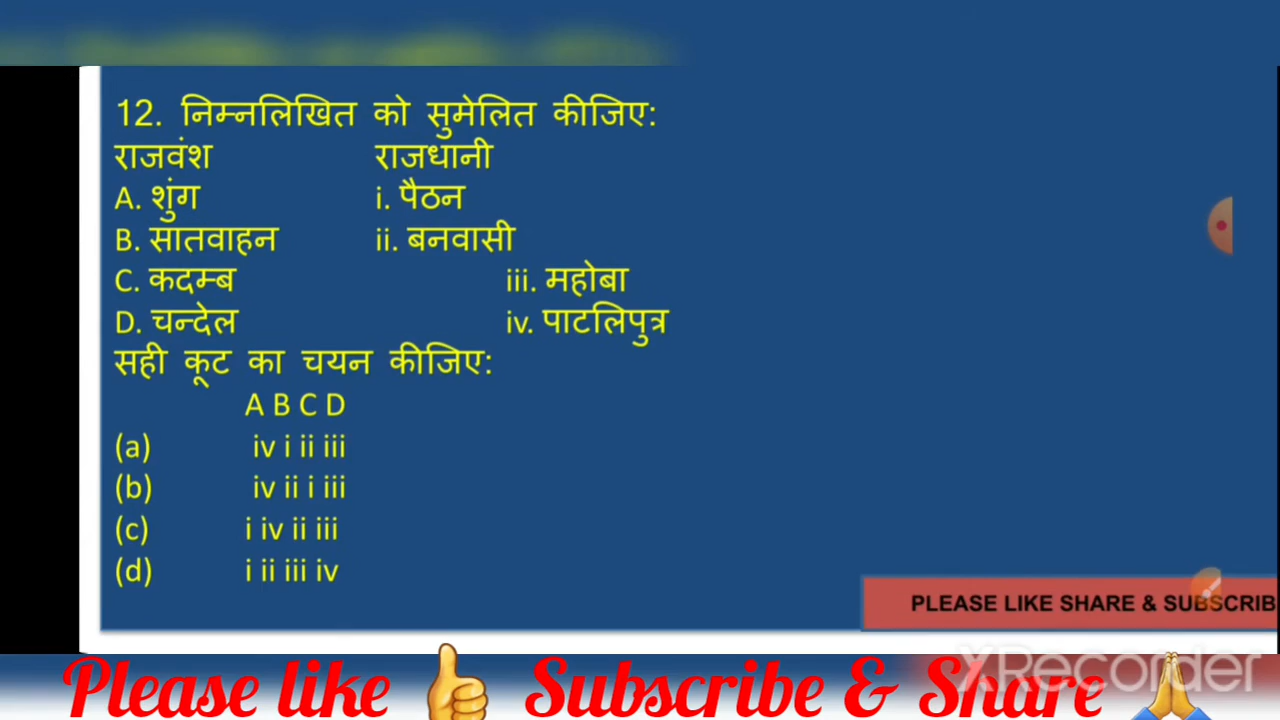 12. निम्नलिखित को सुमेलित कीजिए:
राजवंश राजधानी
A. शुंग i. पैठन
B. सातवाहन ii. बनवासी
C. कदम्ब iii. महोबा
D. चन्देल iv. पाटलिपुत्र
सही कूट का चयन कीजिए:
A B C D
(a) iv i ii iii
(b) iv ii i iii
(c) i iv ii iii
(d) i ii iii iv
PLEASE LIKE SHARE & SUBSCRIB
Please like 👍 Subscribe & Share 🙏
XRecorder